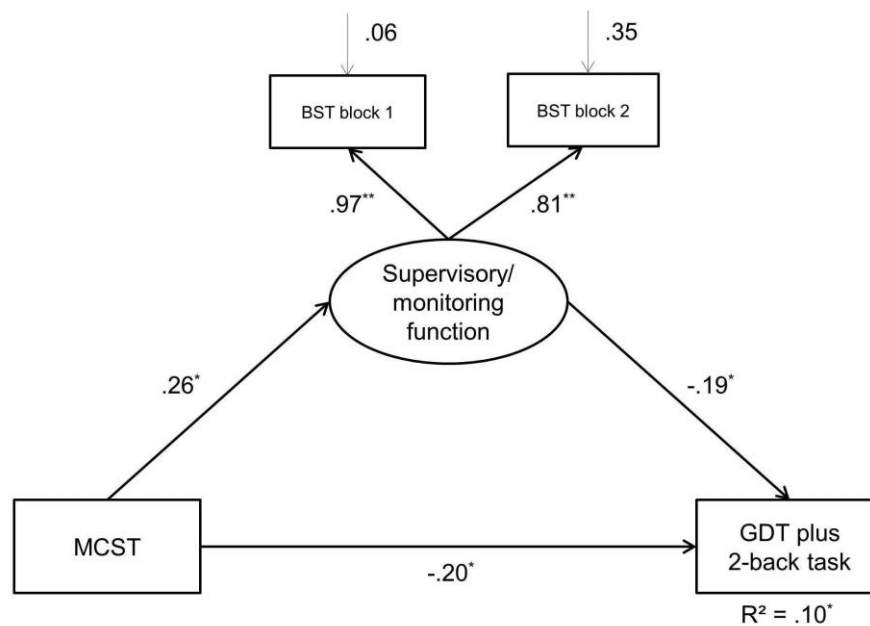 .06
.35
BST block 1
BST block 2
.97**
.81**
Supervisory/
monitoring
function
.26*
-.19*
MCST
GDT plus
2-back task
-.20*
R² = .10*